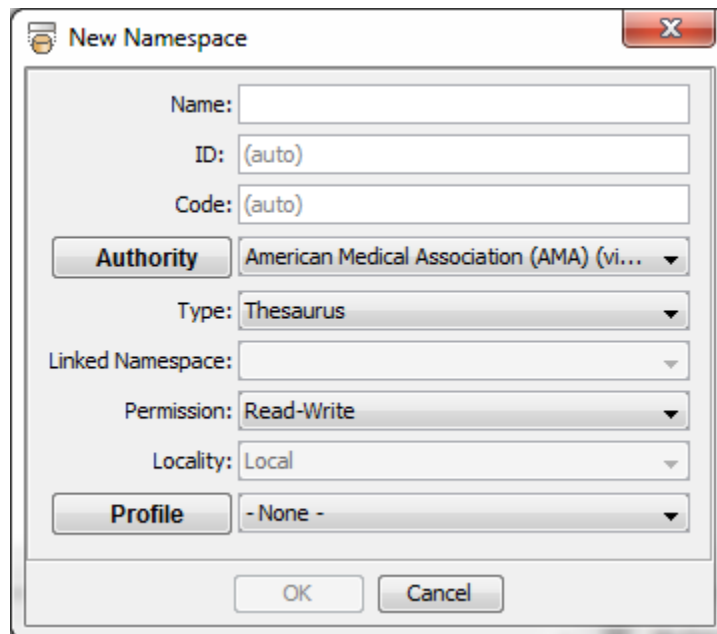 New Namespace
Name:
ID: (auto)
Code: (auto)
Authority American Medical Association (AMA) (vi...
Type: Thesaurus
Linked Namespace:
Permission: Read-Write
Locality: Local
Profile - None -
OK Cancel